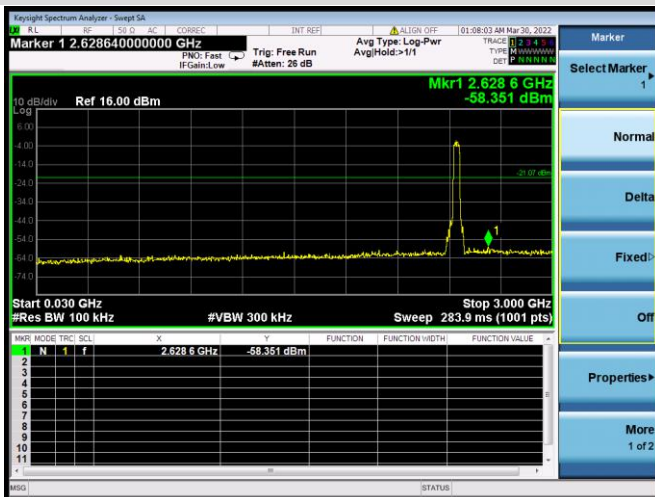 Keysight Spectrum Analyzer - Swept SA
RL RF 50 Ω AC CORREC INT REF ALIGN OFF 01:08:03 AM Mar 30, 2022
Marker 1 2.628640000000 GHz
PNO: Fast
IFGain:Low
Trig: Free Run
#Atten: 26 dB
Avg Type: Log-Pwr
Avg|Hold:>1/1
TRACE 1 2 3 4 5 6
TYPE M W W W W W
DET P N N N N N
Mkr1 2.628 6 GHz
-58.351 dBm
10 dB/div Ref 16.00 dBm
Log
6.00
-4.00
-14.0
-21.07 dBm
-24.0
-34.0
-44.0
1
-54.0
-64.0
-74.0
Start 0.030 GHz Stop 3.000 GHz
#Res BW 100 kHz #VBW 300 kHz Sweep 283.9 ms (1001 pts)
MKR MODE TRC SCL X Y FUNCTION FUNCTION WIDTH FUNCTION VALUE
1 N 1 f 2.628 6 GHz -58.351 dBm
2
3
4
5
6
7
8
9
10
11
MSG STATUS
Marker
Select Marker
1
Normal
Delta
Fixed
Off
Properties
More
1 of 2